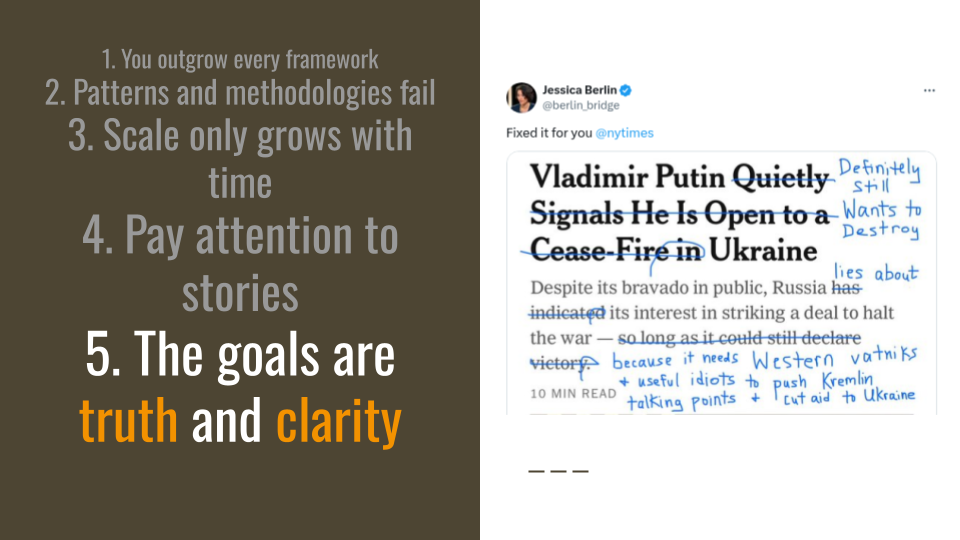 1. You outgrow every framework
2. Patterns and methodologies fail
3. Scale only grows with
time
4. Pay attention to
stories
5. The goals are
truth and clarity
Jessica Berlin
@berlin_bridge
Fixed it for you @nytimes
Vladimir Putin Quietly Definitely
still
Signals He Is Open to a Wants to
Destroy
Cease-Fire in Ukraine
lies about
Despite its bravado in public, Russia has
indicated its interest in striking a deal to halt
the war — so long as it could still declare
victory. because it needs Western vatniks
+ useful idiots to push Kremlin
10 MIN READ talking points + cut aid to Ukraine